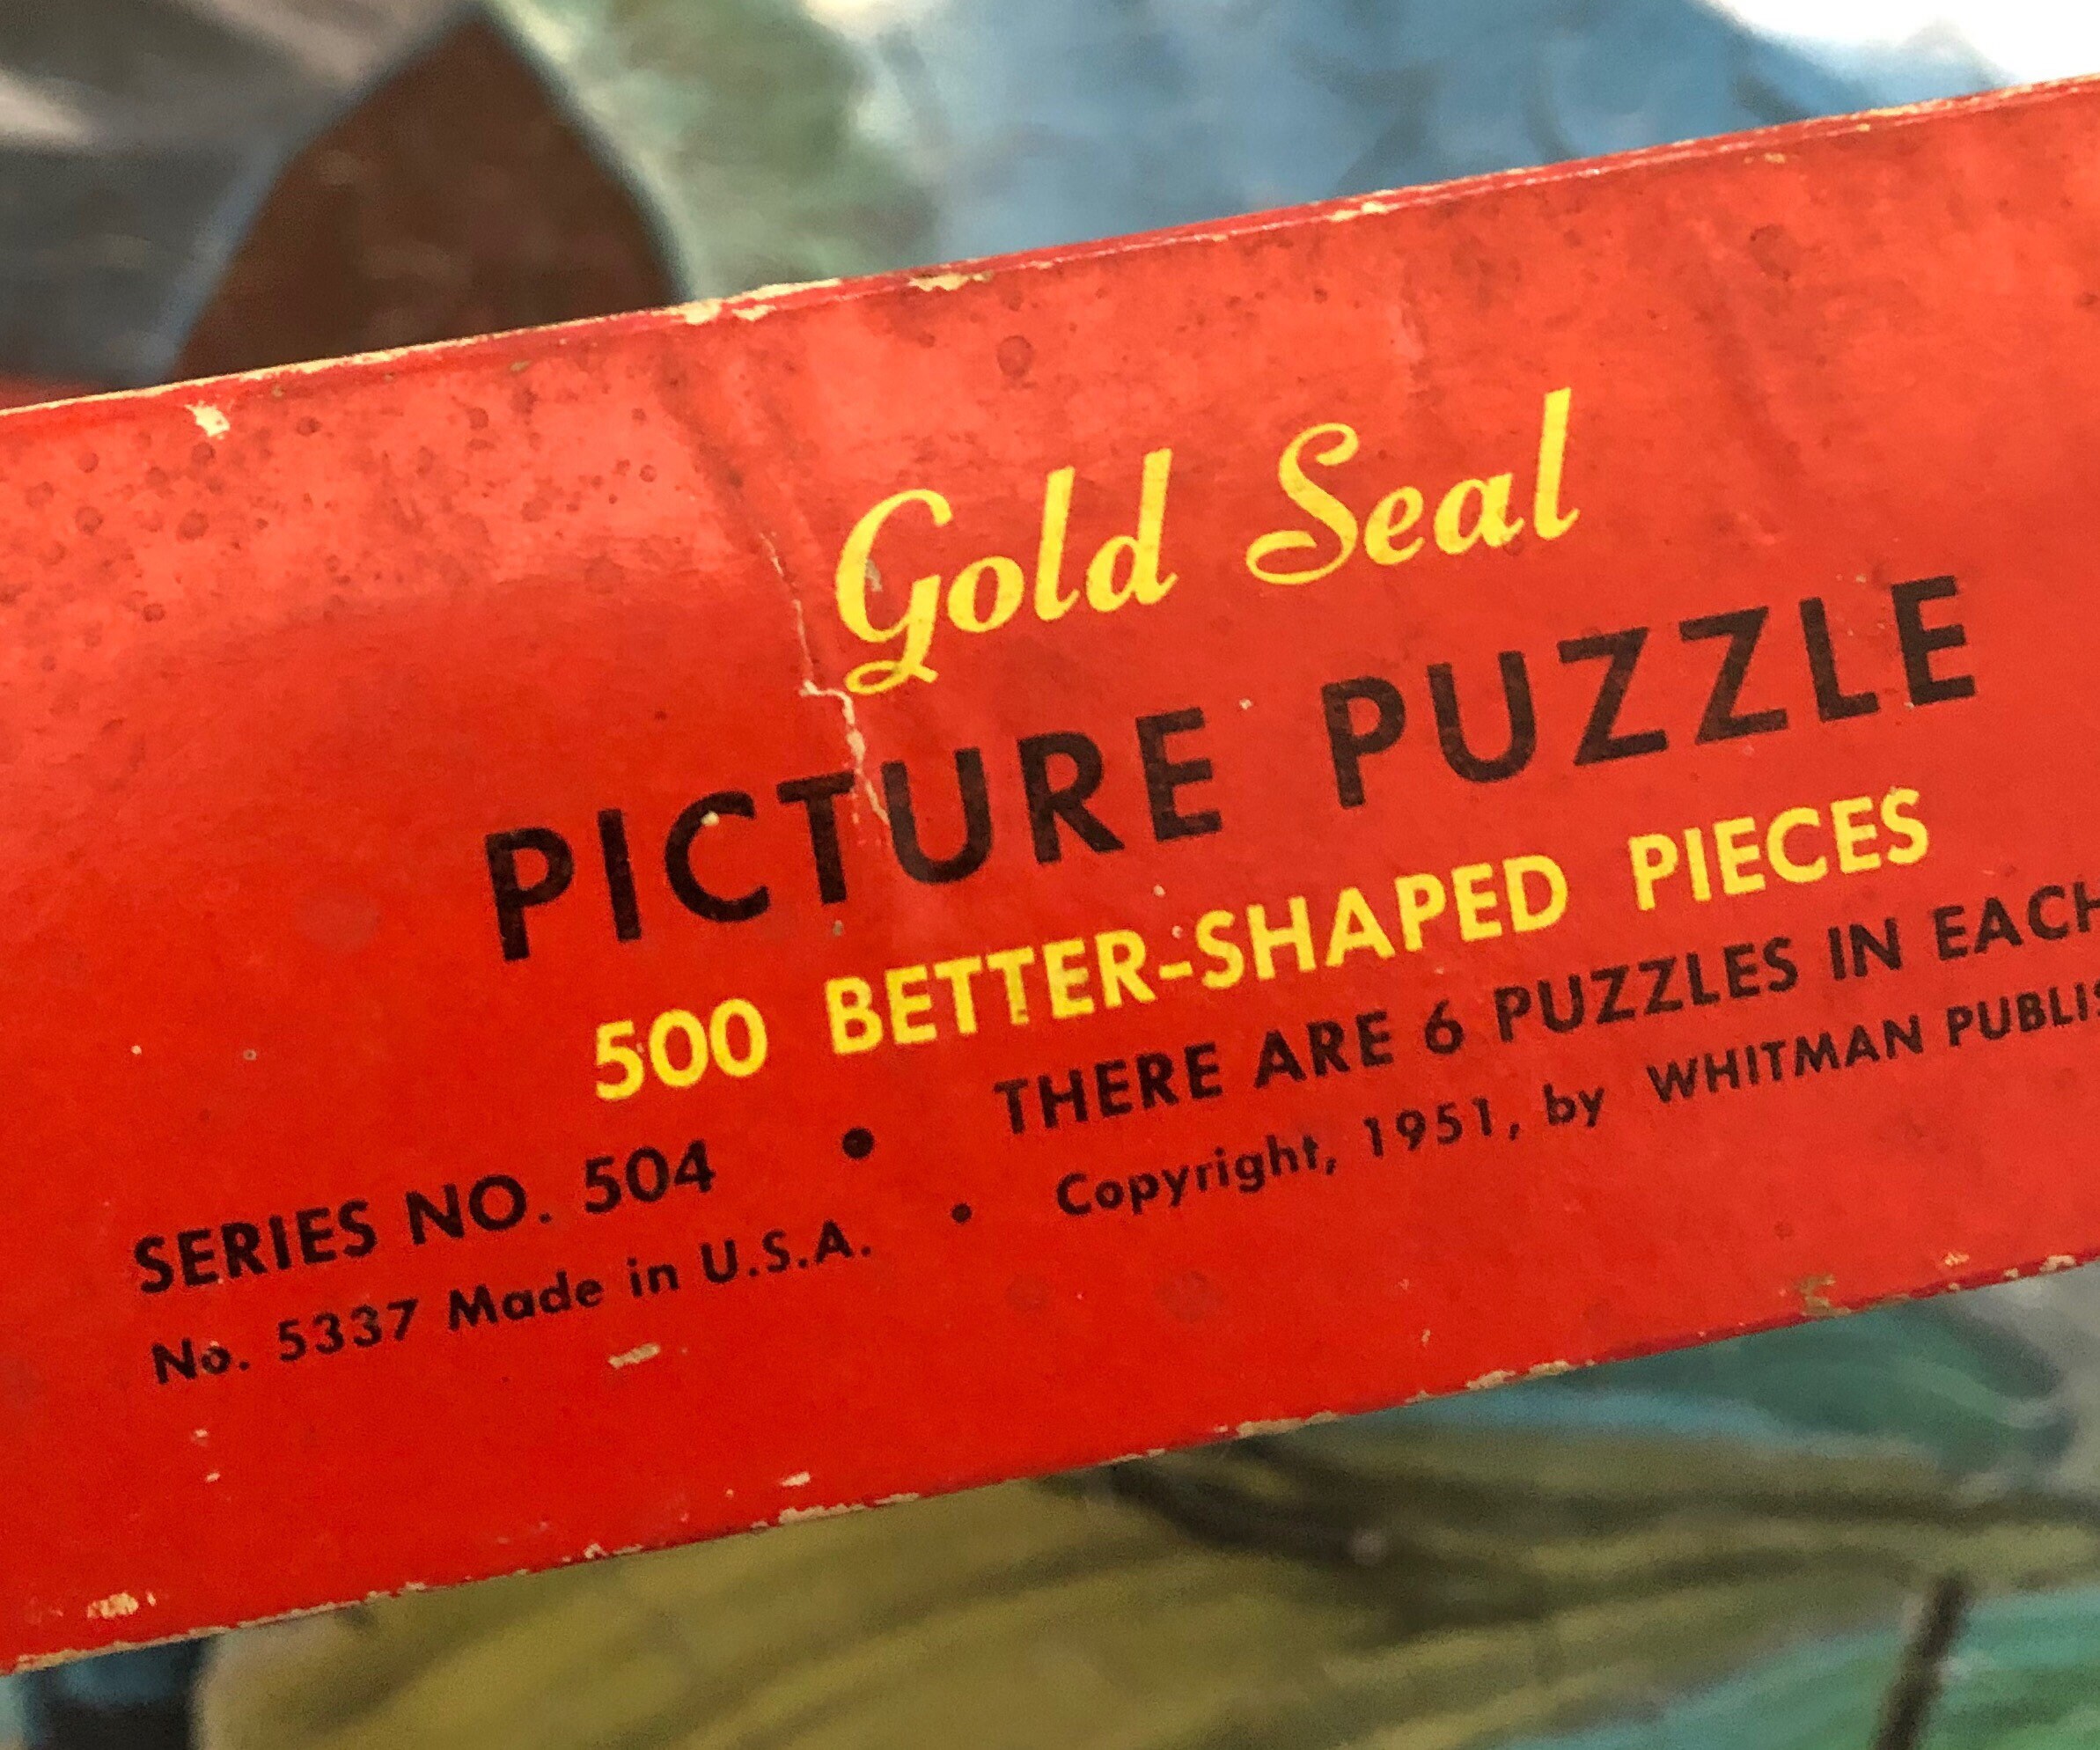 Gold Seal
PICTURE PUZZLE
500 BETTER-SHAPED PIECES
SERIES NO. 504 • THERE ARE 6 PUZZLES IN EACH
No. 5337 Made in U.S.A. • Copyright, 1951, by WHITMAN PUBLIS